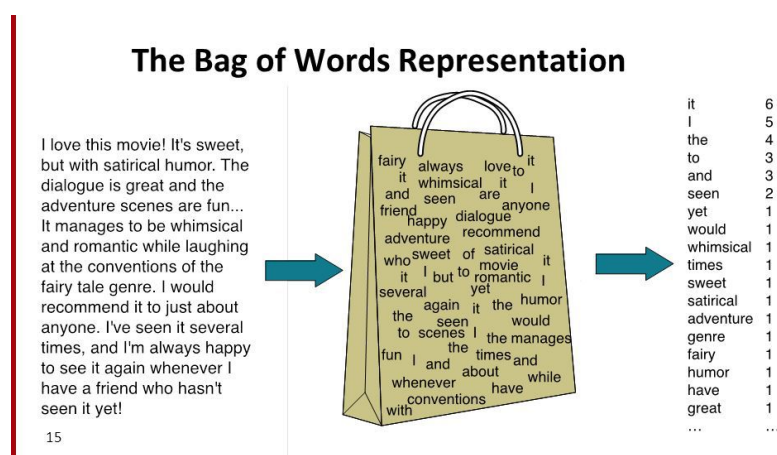 The Bag of Words Representation
I love this movie! It's sweet,
but with satirical humor. The
dialogue is great and the
adventure scenes are fun...
It manages to be whimsical
and romantic while laughing
at the conventions of the
fairy tale genre. I would
recommend it to just about
anyone. I've seen it several
times, and I'm always happy
to see it again whenever I
have a friend who hasn't
seen it yet!
15
fairy always love to it
it whimsical it I
and seen are anyone
friend happy dialogue
adventure recommend
who sweet of satirical it
it I but to movie romantic I
several yet
again it the humor
the seen would
to scenes I the manages
fun I and the times and
whenever about while
have
conventions
with
it 6
I 5
the 4
to 3
and 3
seen 2
yet 1
would 1
whimsical 1
times 1
sweet 1
satirical 1
adventure 1
genre 1
fairy 1
humor 1
have 1
great 1
... ...